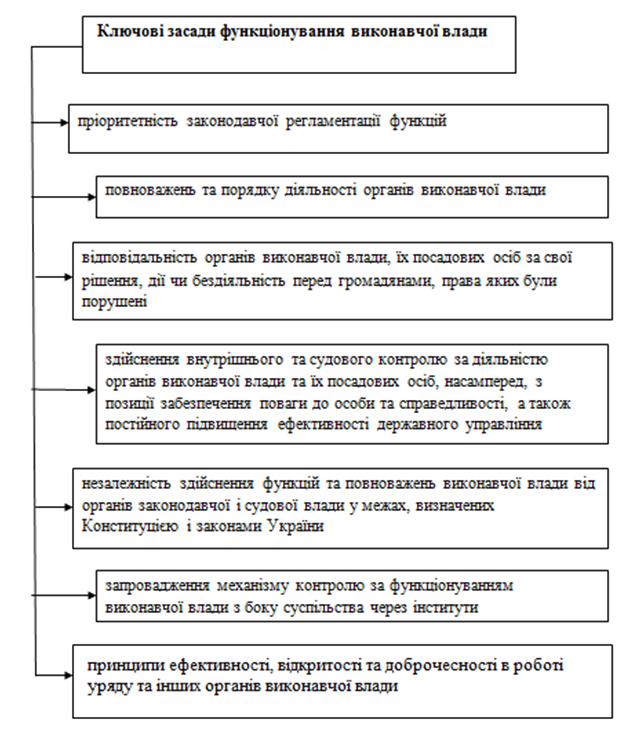 Ключові засади функціонування виконавчої влади
пріоритетність законодавчої регламентації функцій
повноважень та порядку діяльності органів виконавчої влади
відповідальність органів виконавчої влади, їх посадових осіб за свої
рішення, дії чи бездіяльність перед громадянами, права яких були
порушені
здійснення внутрішнього та судового контролю за діяльністю
органів виконавчої влади та їх посадових осіб, насамперед, з
позиції забезпечення поваги до особи та справедливості, а також
постійного підвищення ефективності державного управління
незалежність здійснення функцій та повноважень виконавчої влади від
органів законодавчої і судової влади у межах, визначених
Конституцією і законами України
запровадження механізму контролю за функціонуванням
виконавчої влади з боку суспільства через інститути
принципи ефективності, відкритості та доброчесності в роботі
уряду та інших органів виконавчої влади